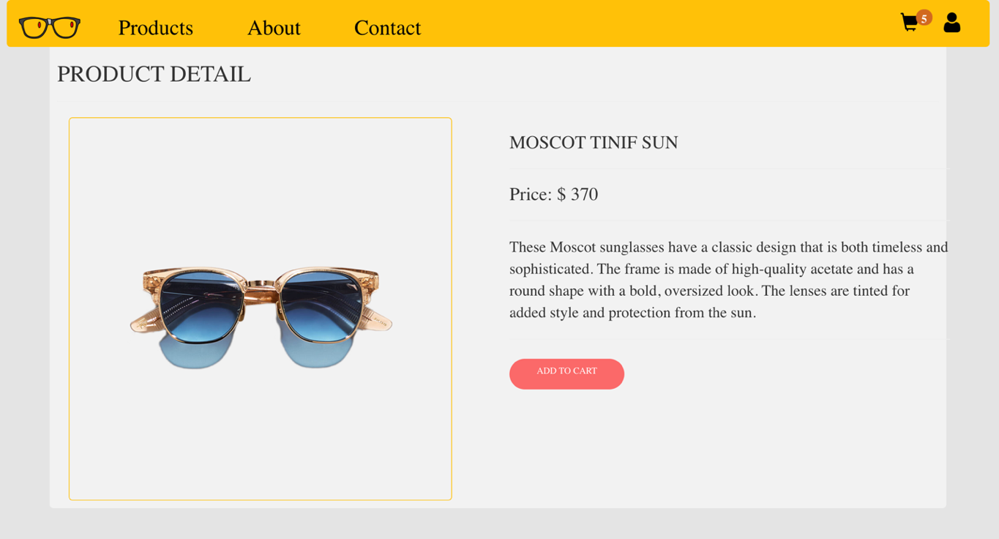 Products About Contact 5
PRODUCT DETAIL
MOSCOT TINIF SUN
Price: $ 370
These Moscot sunglasses have a classic design that is both timeless and
sophisticated. The frame is made of high-quality acetate and has a
round shape with a bold, oversized look. The lenses are tinted for
added style and protection from the sun.
ADD TO CART